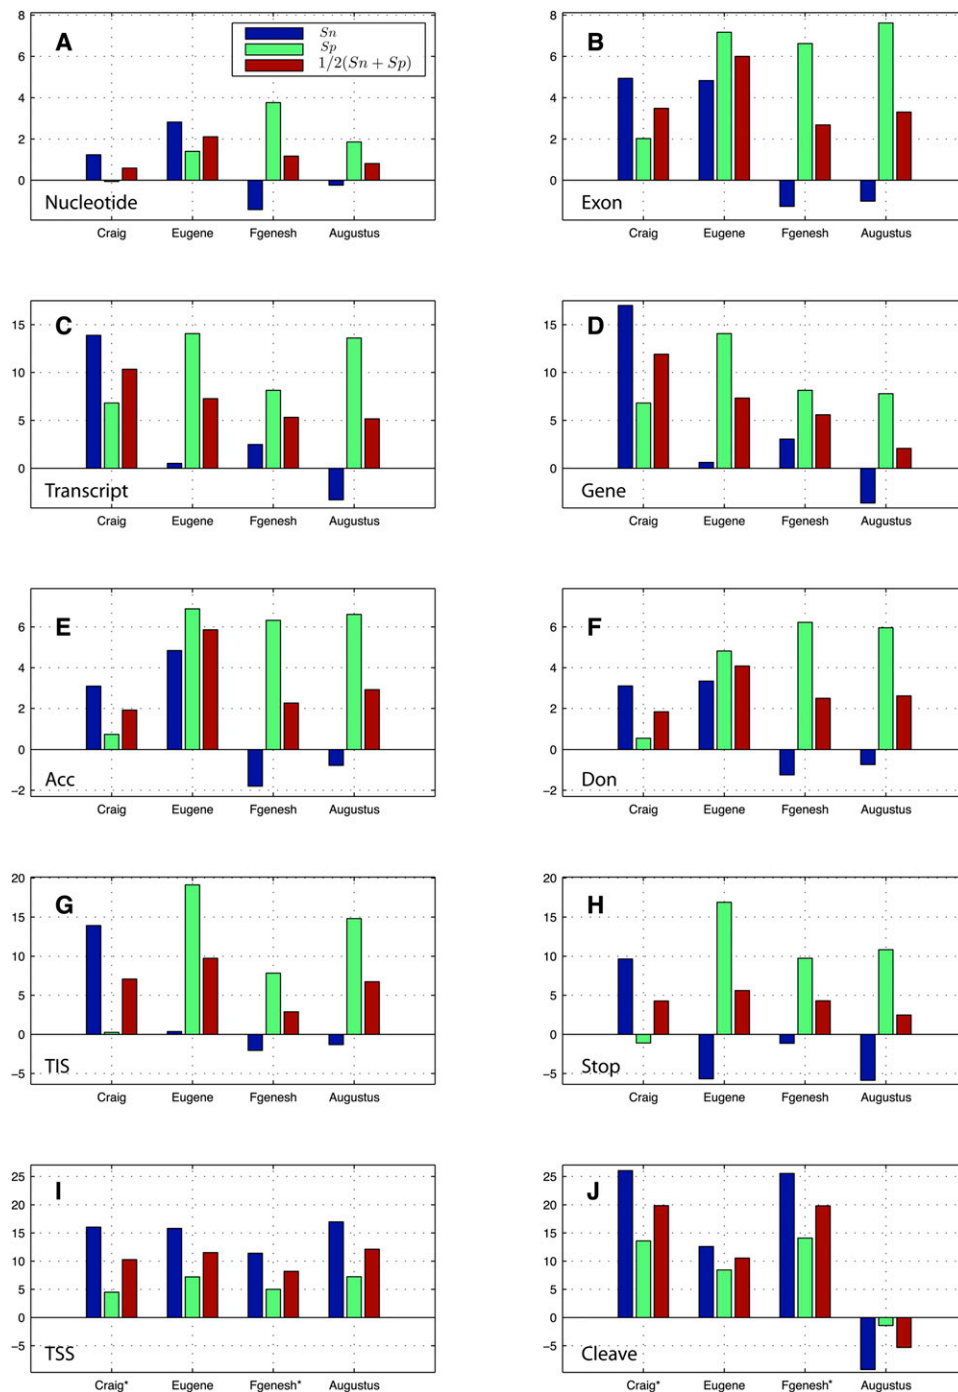 A
Sn
Sp
1/2(Sn + Sp)
8
6
4
2
0
Nucleotide
Craig Eugene Fgenesh Augustus
B
8
6
4
2
0
Exon
Craig Eugene Fgenesh Augustus
C
15
10
5
0
Transcript
Craig Eugene Fgenesh Augustus
D
15
10
5
0
Gene
Craig Eugene Fgenesh Augustus
E
6
4
2
0
−2
Acc
Craig Eugene Fgenesh Augustus
F
6
4
2
0
−2
Don
Craig Eugene Fgenesh Augustus
G
20
15
10
5
0
−5
TIS
Craig Eugene Fgenesh Augustus
H
20
15
10
5
0
−5
Stop
Craig Eugene Fgenesh Augustus
I
25
20
15
10
5
0
−5
TSS
Craig* Eugene Fgenesh* Augustus
J
25
20
15
10
5
0
−5
Cleave
Craig* Eugene Fgenesh* Augustus